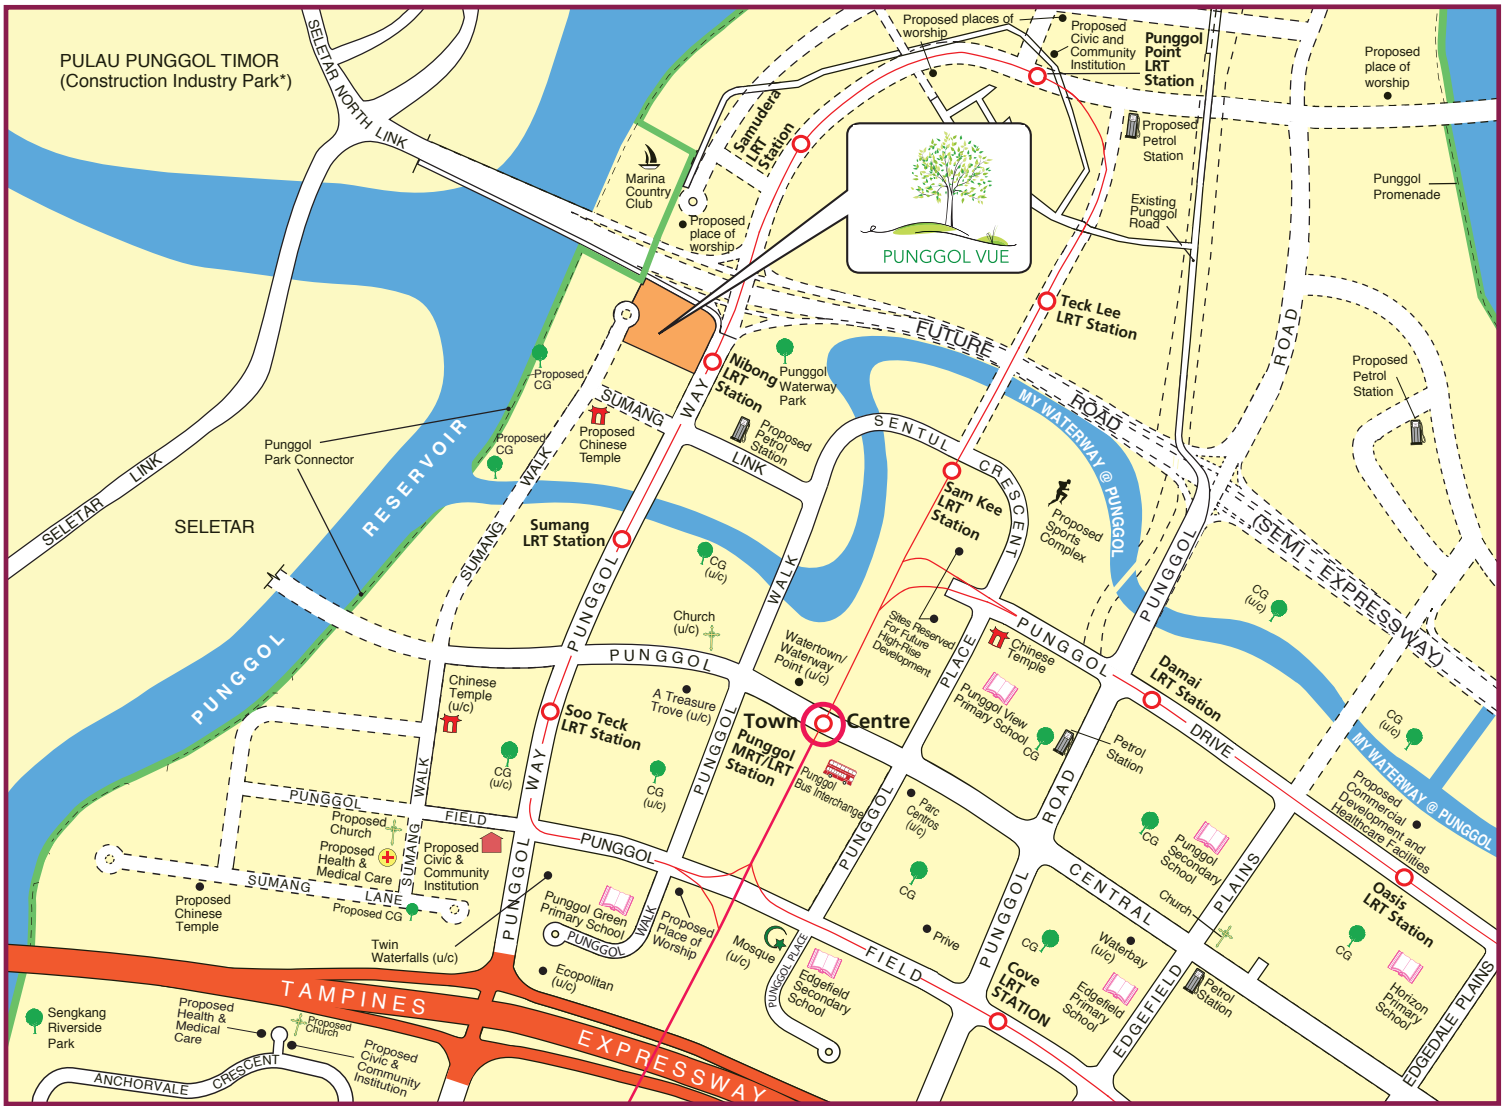 PULAU PUNGGOL TIMOR
(Construction Industry Park*)
SELETAR NORTH LINK
Proposed places of
worship
Proposed
Civic and
Community
Institution
Punggol
Point
LRT
Station
Proposed
place of
worship
Samudera
LRT
Station
Proposed
Petrol
Station
Punggol
Promenade
Marina
Country
Club
Proposed
place of
worship
Existing
Punggol
Road
PUNGGOL VUE
Teck Lee
LRT Station
FUTURE
ROAD
(SEMI - EXPRESSWAY)
ROAD
Proposed
Petrol
Station
Nibong
LRT
Station
Punggol
Waterway
Park
Proposed
CG
Proposed
CG
SUMANG
LINK
WAY
Proposed
Chinese
Temple
Proposed
Petrol
Station
SENTUL
CRESCENT
MY WATERWAY @ PUNGGOL
Punggol
Park Connector
RESERVOIR
PUNGGOL
SELETAR
SELETAR LINK
SUMANG
WALK
Sumang
LRT Station
Sam Kee
LRT
Station
Proposed
Sports
Complex
CG
(u/c)
CG
(u/c)
WALK
PUNGGOL
PUNGGOL
Church
(u/c)
Sites Reserved
For Future
High-Rise
Development
Watertown/
Waterway
Point (u/c)
PUNGGOL
PLACE
Chinese
Temple
PUNGGOL
Damai
LRT Station
DRIVE
Chinese
Temple
(u/c)
A Treasure
Trove (u/c)
Soo Teck
LRT Station
Town Centre
Punggol
MRT/LRT
Station
Punggol View
Primary School
CG
Petrol
Station
CG
(u/c)
MY WATERWAY @ PUNGGOL
CG
(u/c)
CG
(u/c)
WAY
PUNGGOL
WALK
Punggol
Bus Interchange
Parc
Centros
(u/c)
ROAD
Proposed
Commercial
Development and
Healthcare Facilities
PUNGGOL
FIELD
Proposed
Church
Proposed
Health &
Medical Care
SUMANG
Proposed
Civic &
Community
Institution
PUNGGOL
PUNGGOL
CG
CG
Punggol
Secondary
School
Oasis
LRT Station
SUMANG
LANE
Proposed CG
Proposed
Chinese
Temple
PUNGGOL
Punggol Green
Primary School
PUNGGOL
WALK
Proposed
Place of
Worship
Twin
Waterfalls (u/c)
Ecopolitan
(u/c)
Mosque
(u/c)
PUNGGOL PLACE
Edgefield
Secondary
School
FIELD
Prive
PUNGGOL
CENTRAL
Church
PLAINS
CG
Waterbay
(u/c)
Cove
LRT
STATION
Edgefield
Primary
School
EDGEFIELD
Petrol
Station
CG
Horizon
Primary
School
EDGEDALE PLAINS
TAMPINES
EXPRESSWAY
Sengkang
Riverside
Park
Proposed
Health &
Medical
Care
Proposed
Church
Proposed
Civic &
Community
Institution
ANCHORVALE
CRESCENT